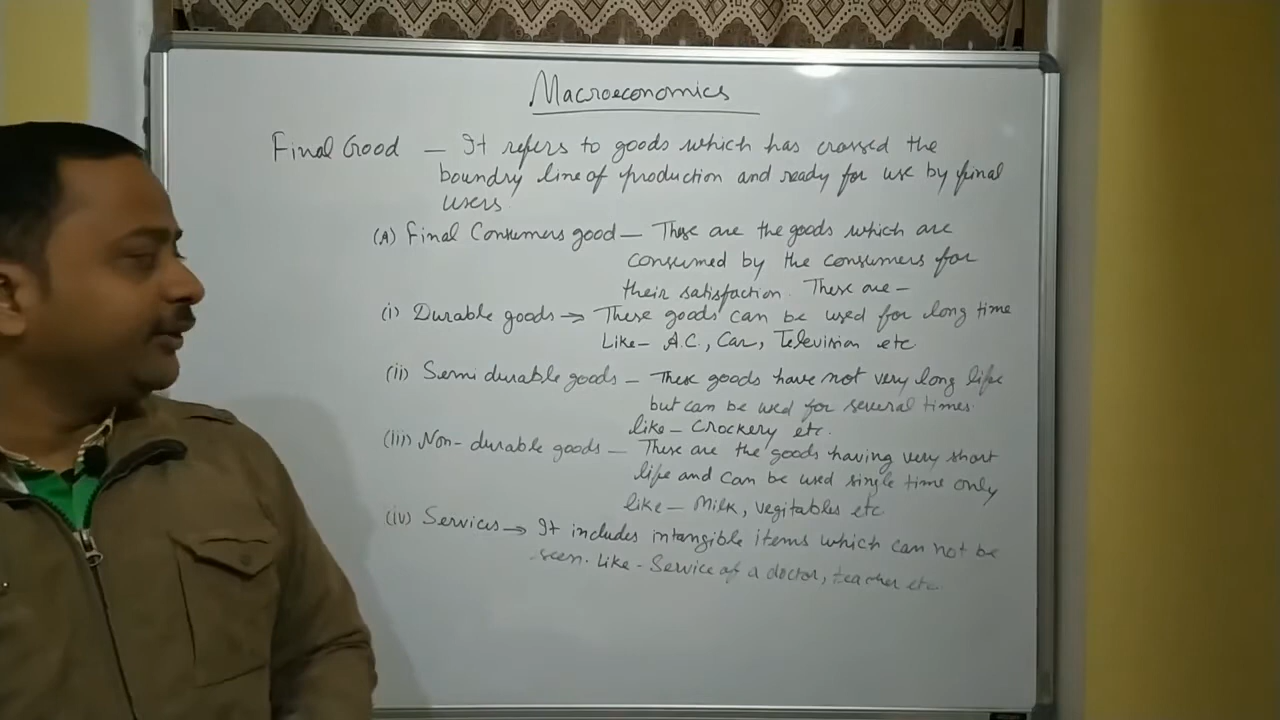 Macroeconomics
Final Good — It refers to goods which has crossed the
boundry line of production and ready for use by final
users.
(A) Final Consumers good — These are the goods which are
consumed by the consumers for
their satisfaction. These are —
(i) Durable goods → These goods can be used for long time
Like — A.C., Car, Television etc
(ii) Semi durable goods — These goods have not very long life
but can be used for several times.
like — Crockery etc.
(iii) Non-durable goods — These are the goods having very short
life and can be used single time only
like — Milk, vegitables etc
(iv) Services → It includes intangible items which can not be
seen. Like - Service of a doctor, teacher etc.